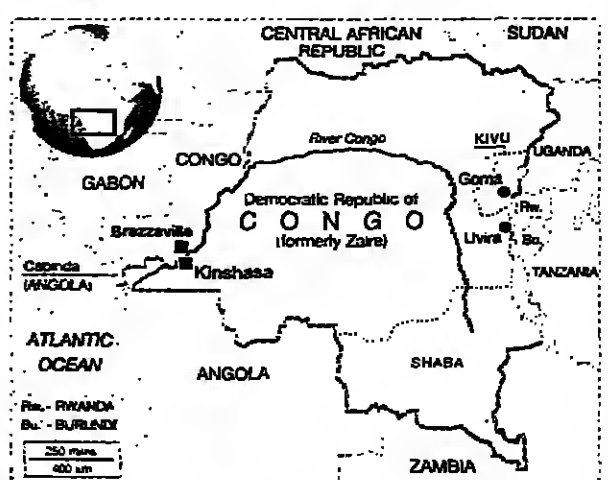 CENTRAL AFRICAN
REPUBLIC
SUDAN
River Congo
KIVU
UGANDA
CONGO
GABON
Goma
Democratic Republic of
CONGO
(formerly Zaire)
Rw.
Brazzaville
Uvira
Bu.
Cabinda
(ANGOLA)
Kinshasa
TANZANIA
ATLANTIC
OCEAN
ANGOLA
SHABA
Rw. - RWANDA
Bu. - BURUNDI
250 miles
400 km
ZAMBIA